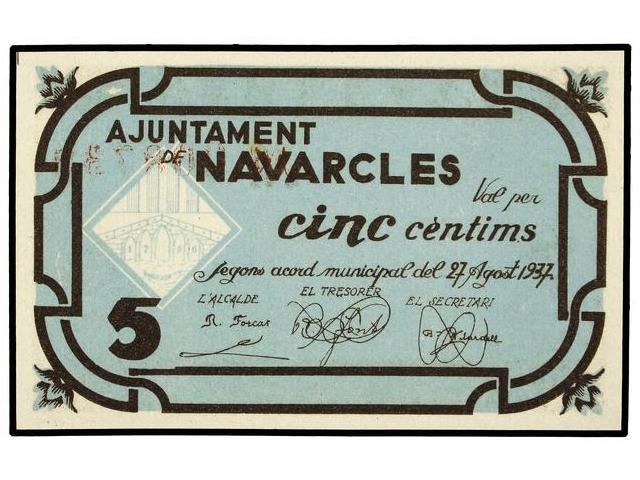 AJUNTAMENT
DE NAVARCLES
Val per
cinc cèntims
segons acord municipal del 27 Agost 1937.
L'ALCALDE EL TRESORER EL SECRETARI
R. Forcas
5